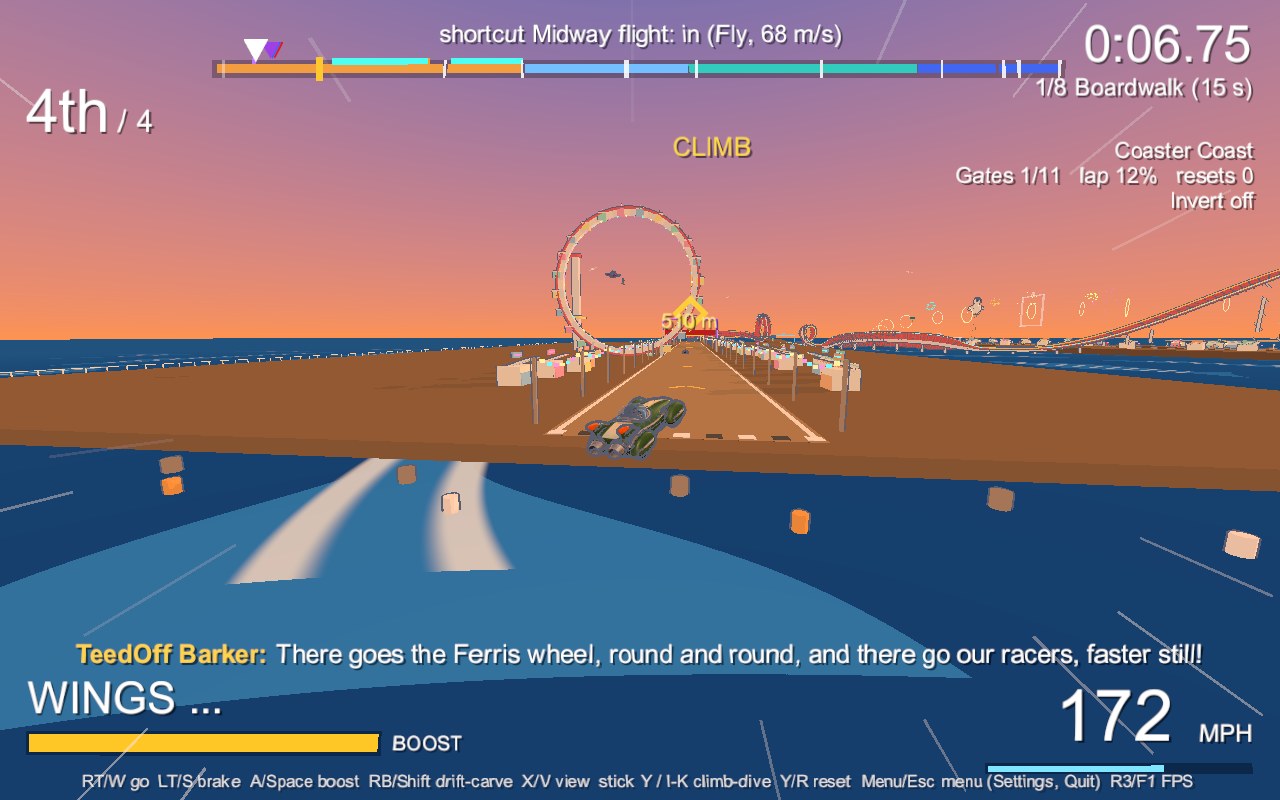 shortcut Midway flight: in (Fly, 68 m/s)
0:06.75
1/8 Boardwalk (15 s)
4th / 4
CLIMB
Coaster Coast
Gates 1/11 lap 12% resets 0
Invert off
510 m
TeedOff Barker: There goes the Ferris wheel, round and round, and there go our racers, faster still!
WINGS ...
172 MPH
BOOST
RT/W go LT/S brake A/Space boost RB/Shift drift-carve X/V view stick Y / I-K climb-dive Y/R reset Menu/Esc menu (Settings, Quit) R3/F1 FPS